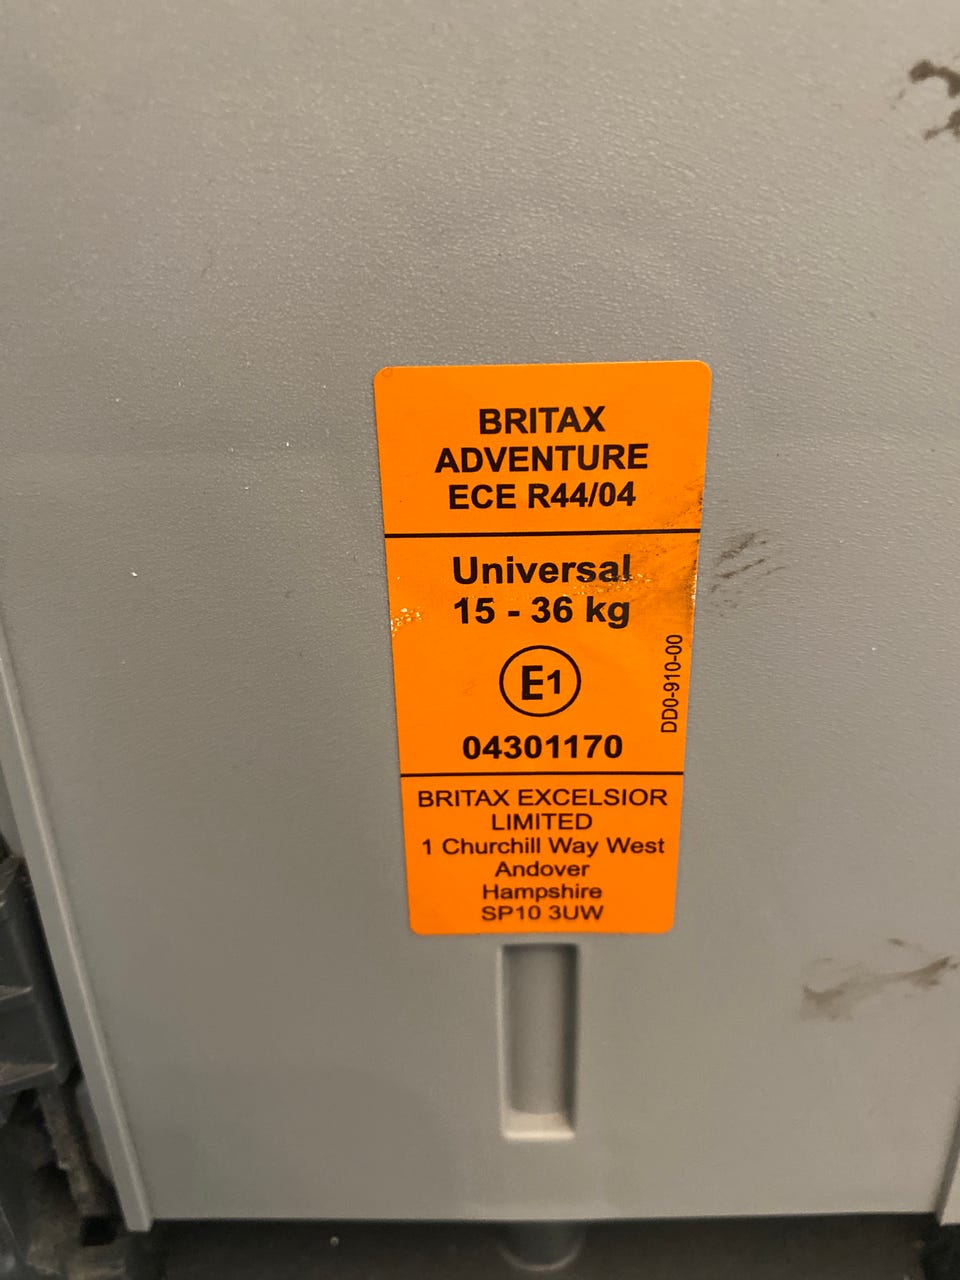 BRITAX
ADVENTURE
ECE R44/04
Universal
15 - 36 kg
E1
DD0-910-00
04301170
BRITAX EXCELSIOR
LIMITED
1 Churchill Way West
Andover
Hampshire
SP10 3UW